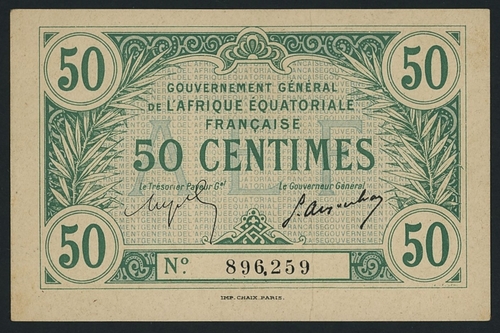 50 50
GOUVERNEMENT GÉNÉRAL
DE L'AFRIQUE ÉQUATORIALE
FRANÇAISE
AEF
50 CENTIMES
Le Trésorier Payeur Gal Le Gouverneur Général
50 50
No. 896,259
IMP. CHAIX. PARIS.